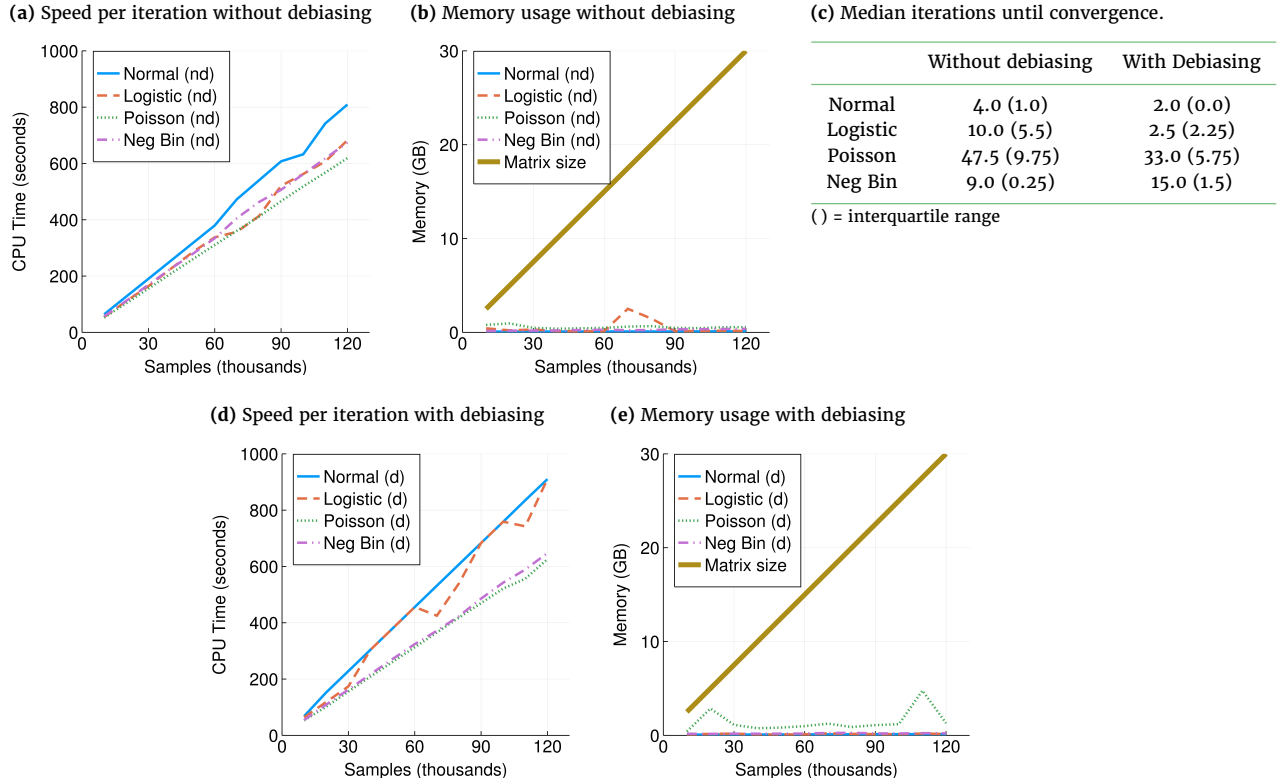 (a) Speed per iteration without debiasing
1000
800
600
400
200
0
0 30 60 90 120
CPU Time (seconds)
Samples (thousands)
Normal (nd)
Logistic (nd)
Poisson (nd)
Neg Bin (nd)
(b) Memory usage without debiasing
30
20
10
0
0 30 60 90 120
Memory (GB)
Samples (thousands)
Normal (nd)
Logistic (nd)
Poisson (nd)
Neg Bin (nd)
Matrix size
(c) Median iterations until convergence.
Without debiasing With Debiasing
Normal 4.0 (1.0) 2.0 (0.0)
Logistic 10.0 (5.5) 2.5 (2.25)
Poisson 47.5 (9.75) 33.0 (5.75)
Neg Bin 9.0 (0.25) 15.0 (1.5)
( ) = interquartile range
(d) Speed per iteration with debiasing
1000
800
600
400
200
0
0 30 60 90 120
CPU Time (seconds)
Samples (thousands)
Normal (d)
Logistic (d)
Poisson (d)
Neg Bin (d)
(e) Memory usage with debiasing
30
20
10
0
0 30 60 90 120
Memory (GB)
Samples (thousands)
Normal (d)
Logistic (d)
Poisson (d)
Neg Bin (d)
Matrix size